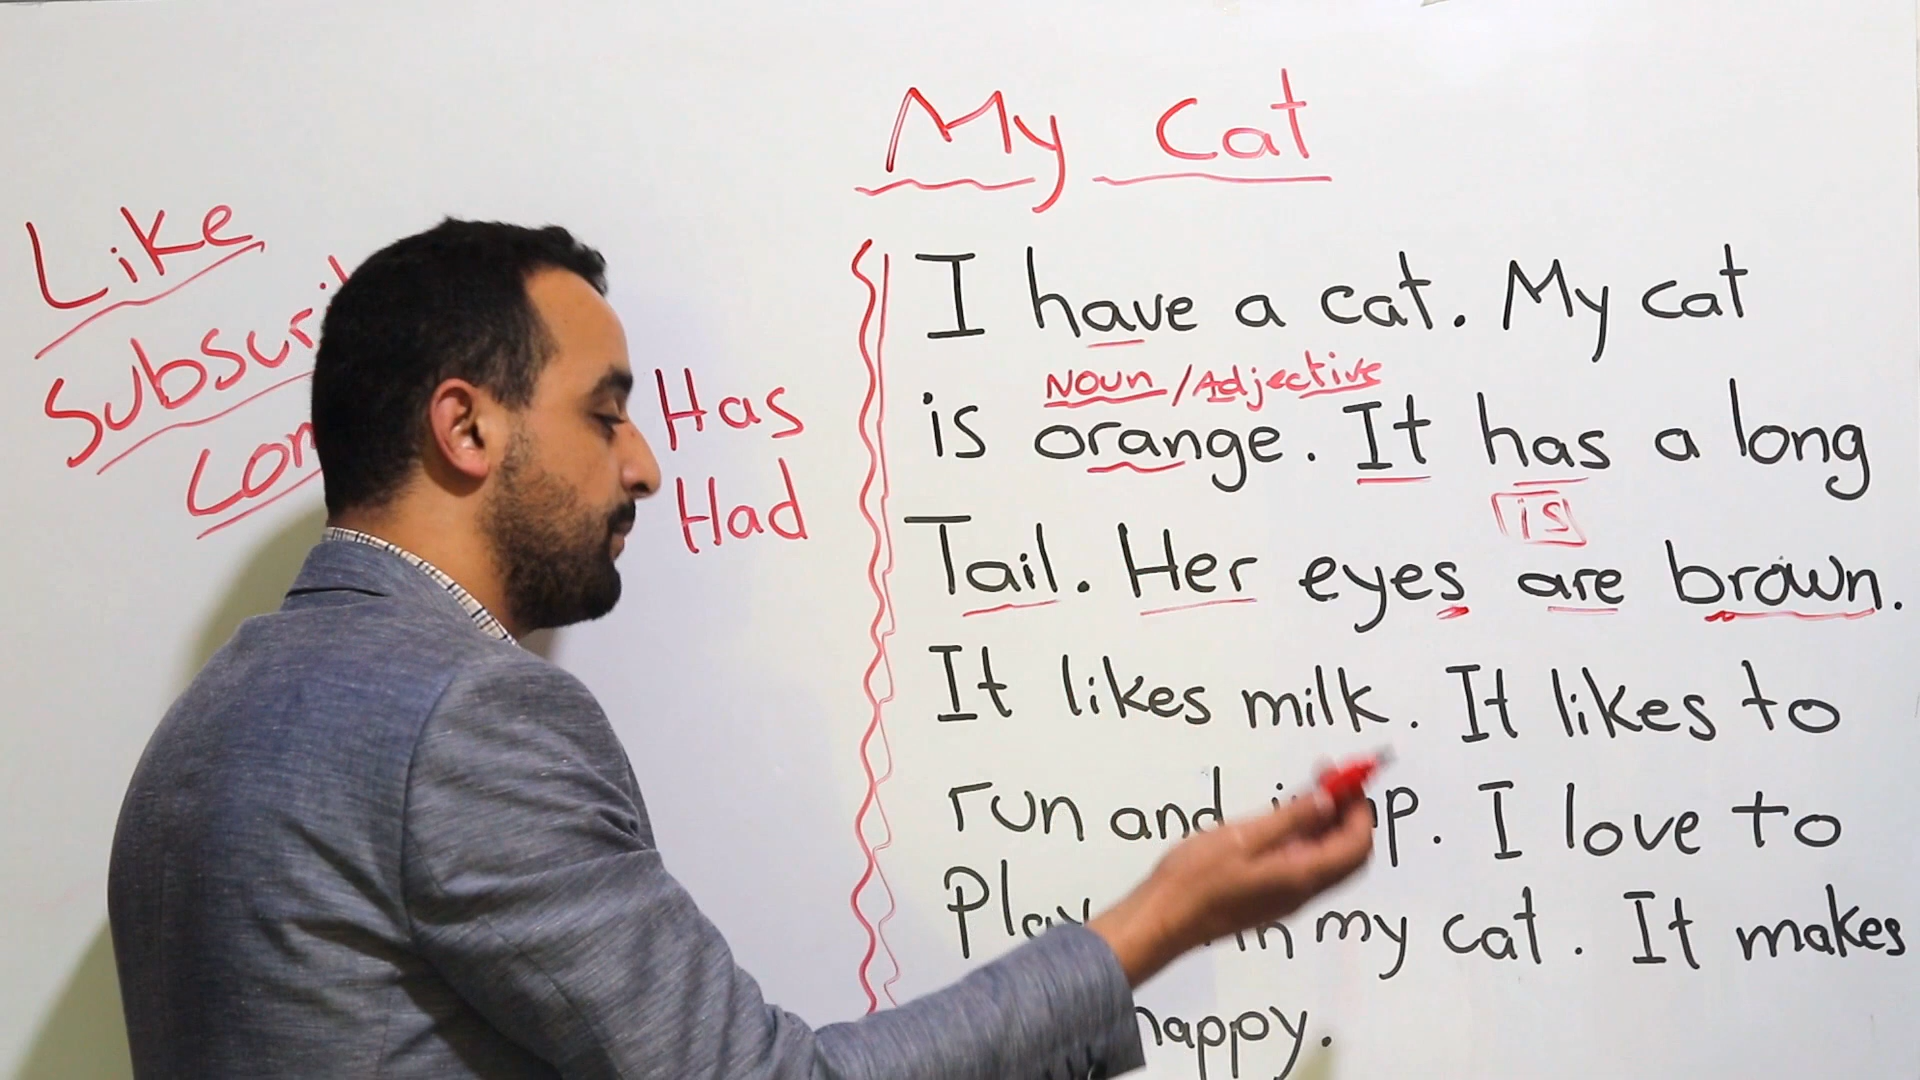 My Cat
Like
Subscri
Com
Has
Had
I have a cat. My cat
Noun / Adjective
is orange. It has a long
is
Tail. Her eyes are brown.
It likes milk. It likes to
run and . I love to
my cat. It makes
happy.